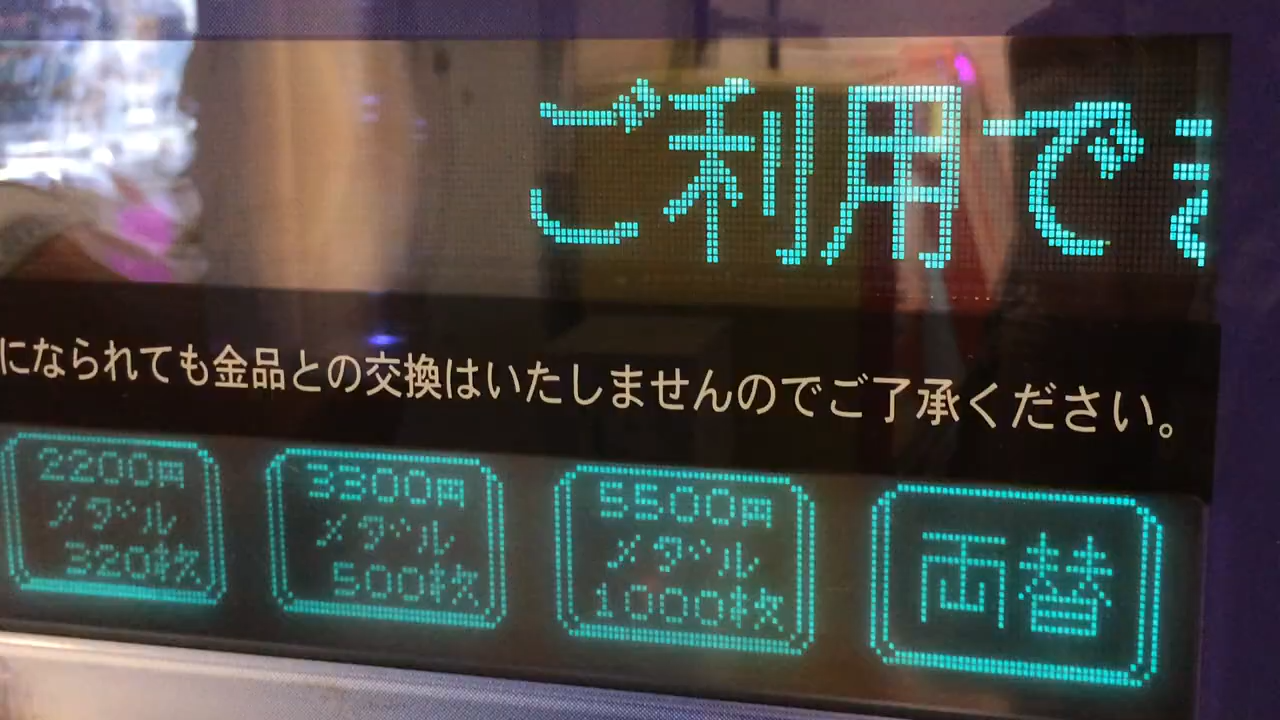 ご利用でき
になられても金品との交換はいたしませんのでご了承ください。
2200円
メダル
320枚
3300円
メダル
500枚
5500円
メダル
1000枚
両替